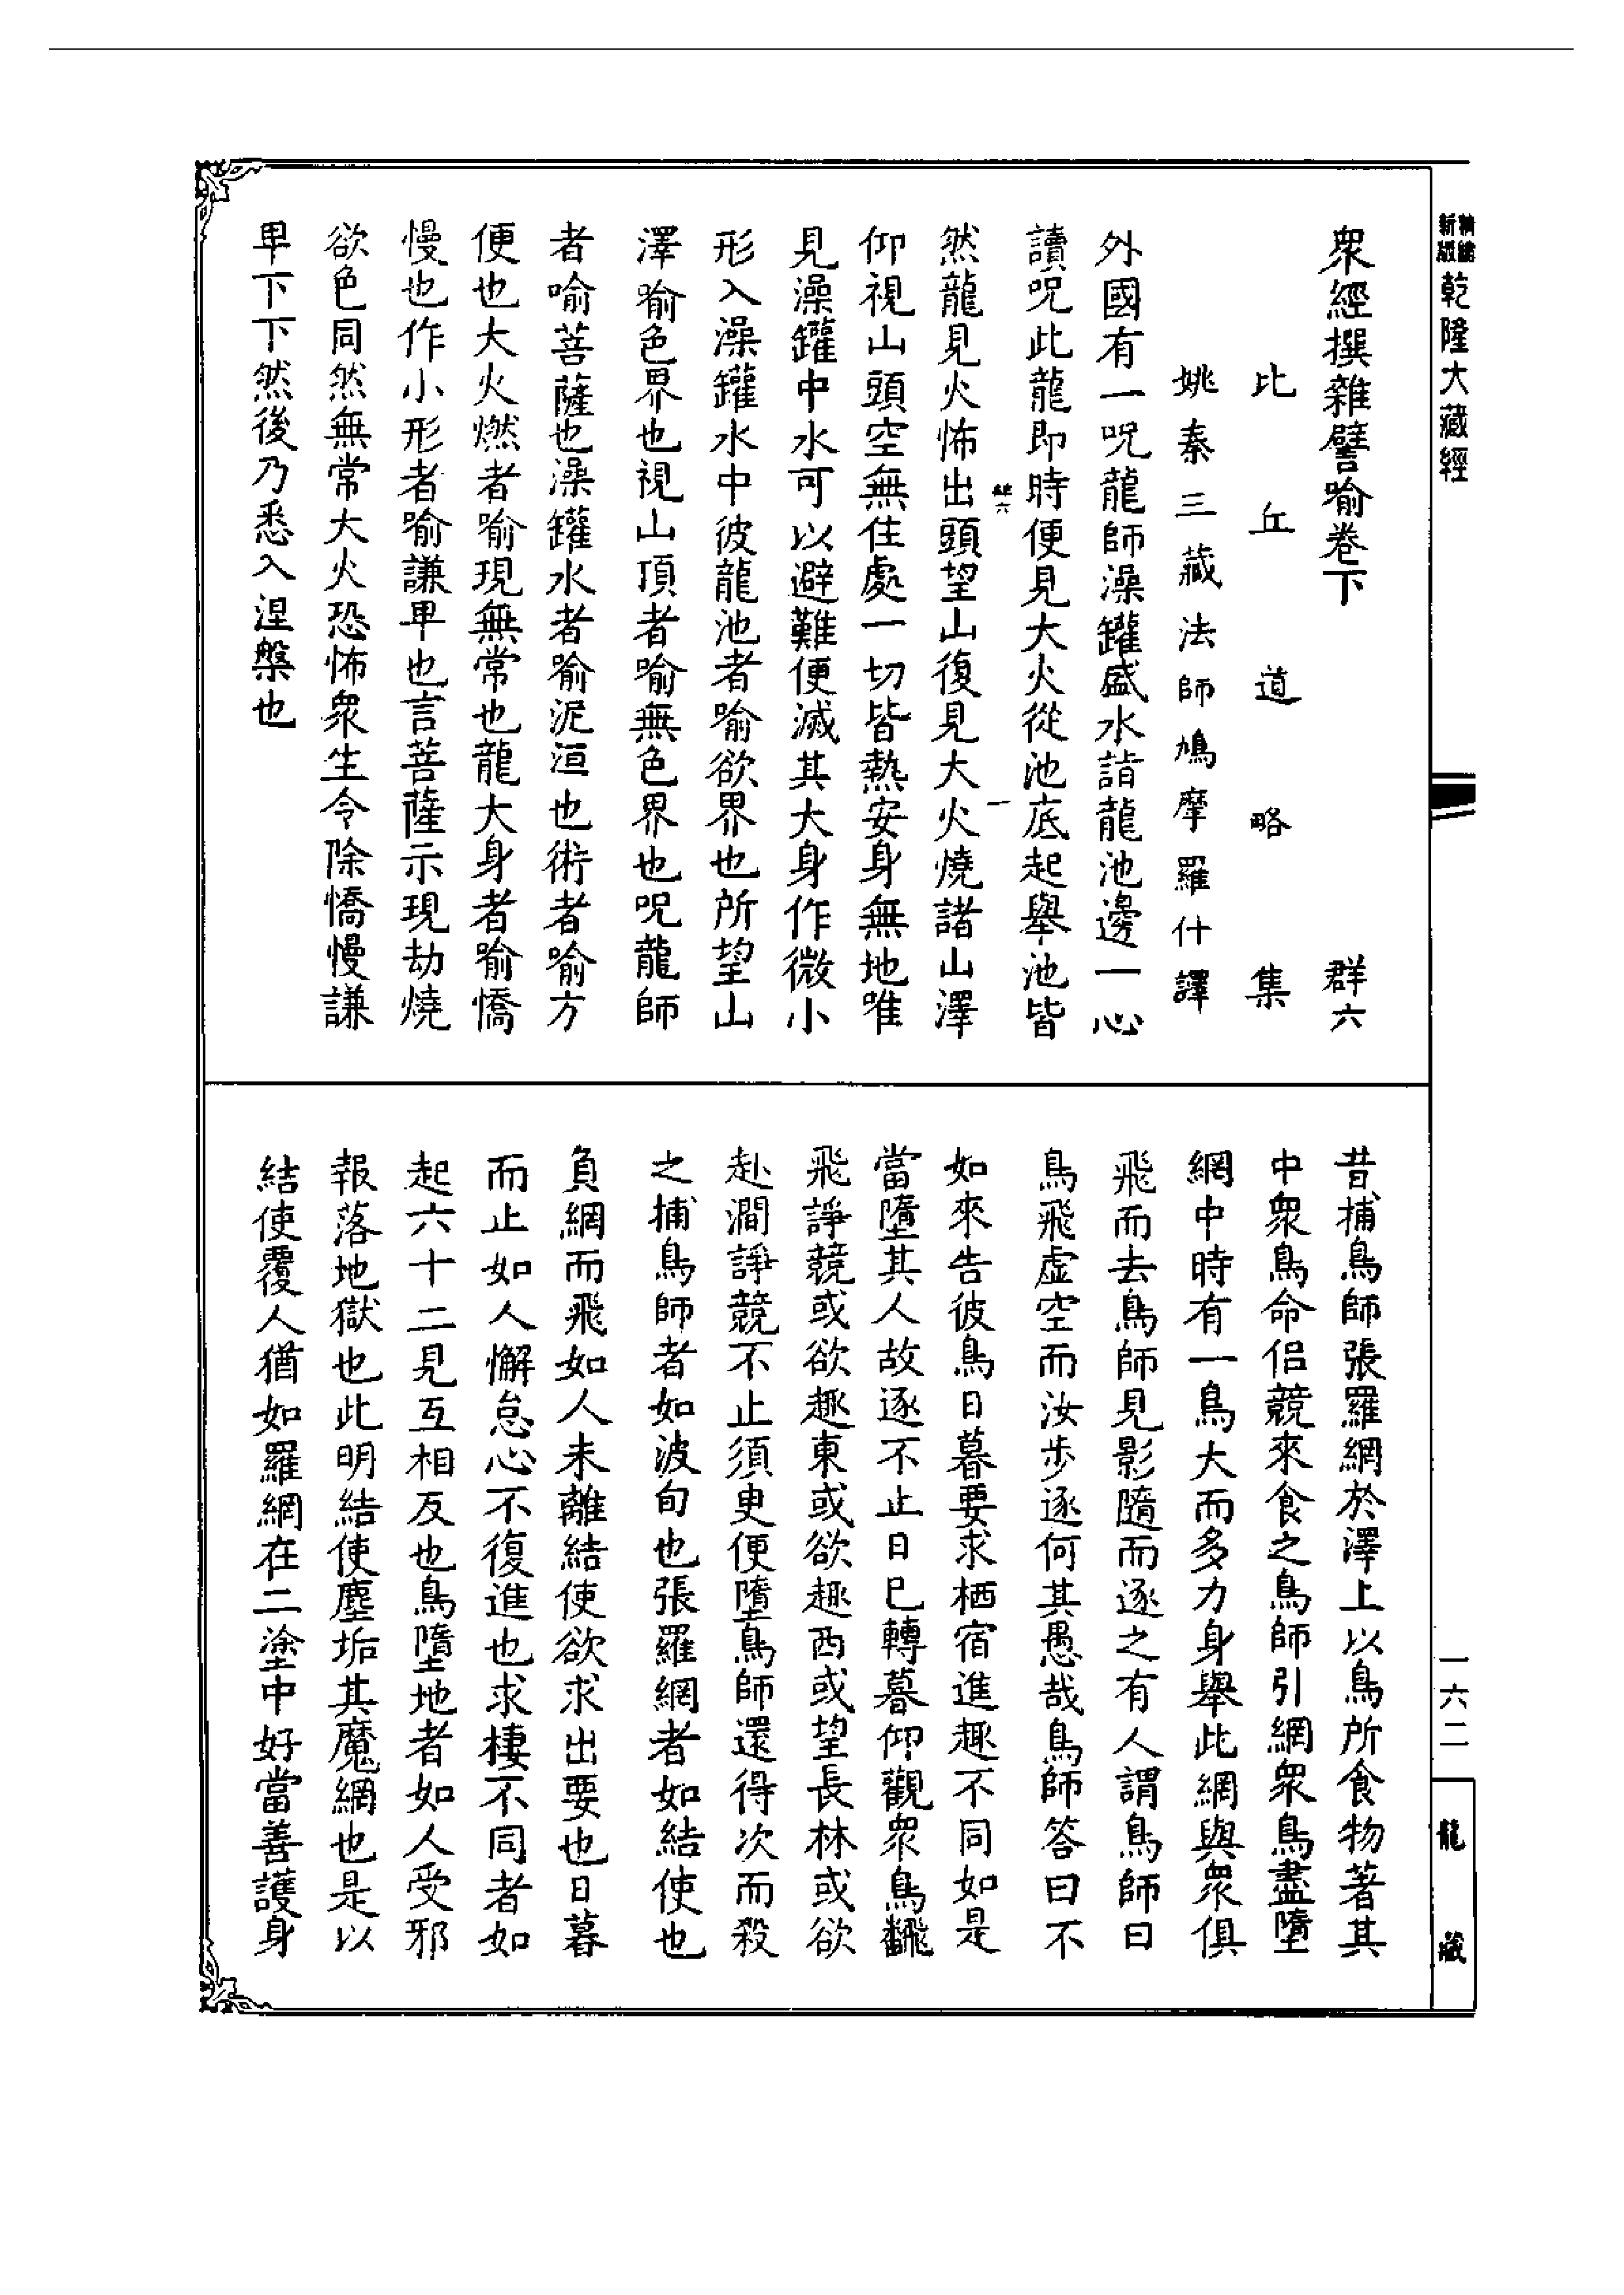 精縮
新版
乾隆大藏經
衆經撰雜譬喻卷下 群六
比丘道略集
姚秦三藏法師鳩摩羅什譯
外國有一呪龍師澡罐盛水詣龍池邊一心
讀呪此龍即時便見大火從池底起舉池皆
然龍見火怖出頭望山復見大火燒諸山澤
仰視山頭空無住處一切皆熱安身無地唯
見澡罐中水可以避難便滅其大身作微小
形入澡罐水中彼龍池者喻欲界也所望山
澤喻色界也視山頂者喻無色界也呪龍師
者喻菩薩也澡罐水者喻泥洹也術者喻方
便也大火燃者喻現無常也龍大身者喻憍
慢也作小形者喻謙卑也言菩薩示現劫燒
欲色同然無常大火恐怖衆生令除憍慢謙
卑下下然後乃悉入涅槃也
昔捕鳥師張羅網於澤上以鳥所食物著其
中衆鳥命侶競來食之鳥師引網衆鳥盡墮
網中時有一鳥大而多力身舉此網與衆俱
飛而去鳥師見影隨而逐之有人謂鳥師曰
鳥飛虛空而汝步逐何其愚哉鳥師答曰不
如來告彼鳥日暮要求栖宿進趣不同如是
當墮其人故逐不止日已轉暮仰觀衆鳥飜飛
飛諍競或欲趣東或欲趣西或望長林或欲
赴澗諍競不止須臾便墮鳥師還得次而殺
之捕鳥師者如波旬也張羅網者如結使也
負網而飛如人未離結使欲求出要也日暮
而止如人懈怠心不復進也求棲不同者如
起六十二見互相反也鳥墮地者如人受邪
報落地獄也此明結使塵垢其魔網也是以
結使覆人猶如羅網在二塗中好當善護身
一六二
龍藏